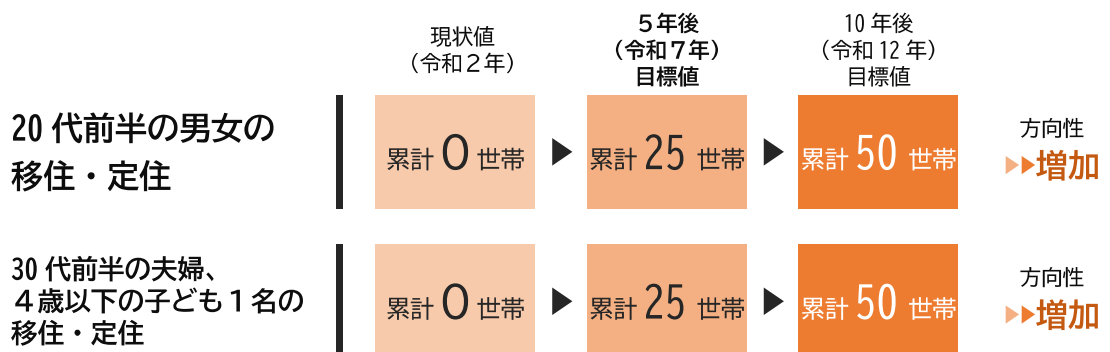 現状値
（令和２年）
５年後
（令和７年）
目標値
10 年後
（令和 12 年）
目標値
20 代前半の男女の
移住・定住
累計 0 世帯
累計 25 世帯
累計 50 世帯
方向性
増加
30 代前半の夫婦、
４歳以下の子ども１名の
移住・定住
累計 0 世帯
累計 25 世帯
累計 50 世帯
方向性
増加